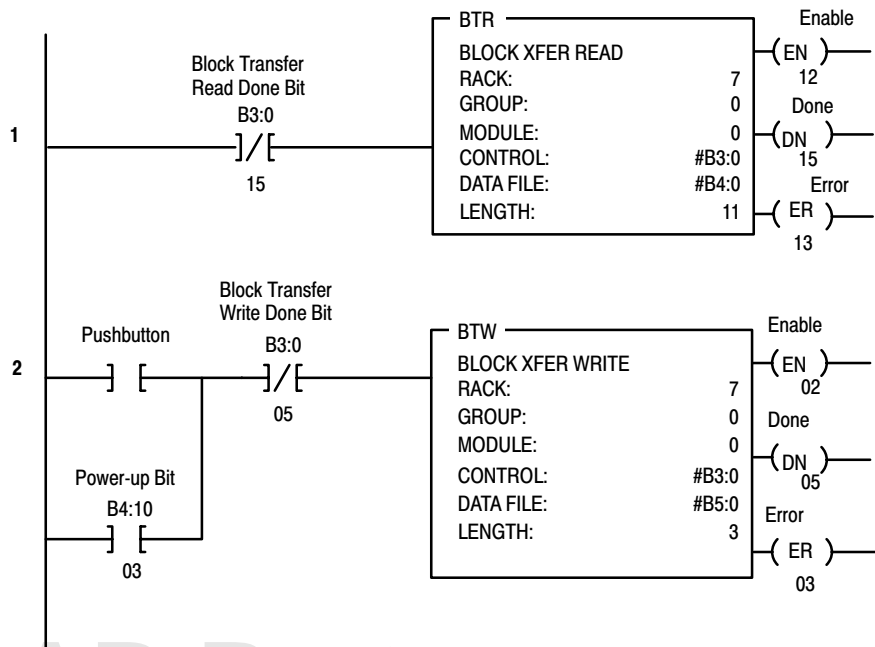 1
Block Transfer
Read Done Bit
B3:0
15
BTR
BLOCK XFER READ
RACK: 7
GROUP: 0
MODULE: 0
CONTROL: #B3:0
DATA FILE: #B4:0
LENGTH: 11
Enable
EN
12
Done
DN
15
Error
ER
13
2
Pushbutton
Power-up Bit
B4:10
03
Block Transfer
Write Done Bit
B3:0
05
BTW
BLOCK XFER WRITE
RACK: 7
GROUP: 0
MODULE: 0
CONTROL: #B3:0
DATA FILE: #B5:0
LENGTH: 3
Enable
EN
02
Done
DN
05
Error
ER
03